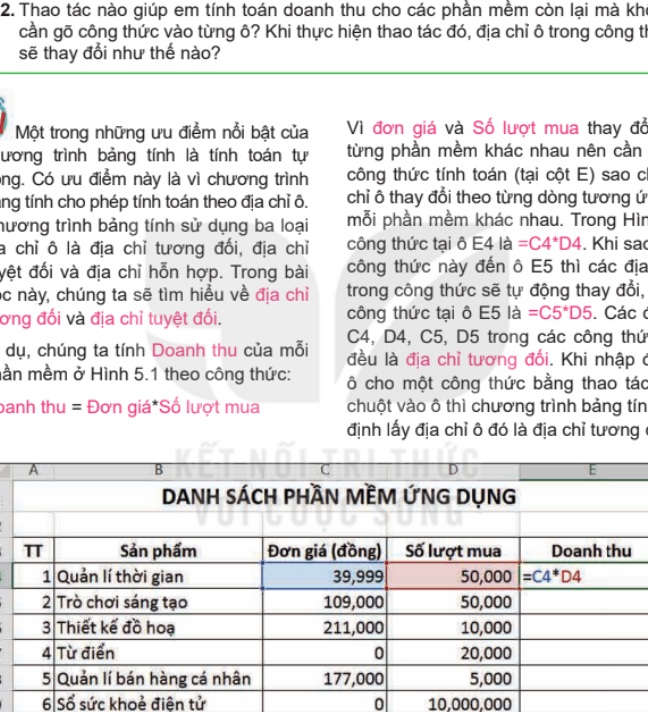 2. Thao tác nào giúp em tính toán doanh thu cho các phần mềm còn lại mà
cần gõ công thức vào từng ô? Khi thực hiện thao tác đó, địa chỉ ô trong công
sẽ thay đổi như thế nào?
Một trong những ưu điểm nổi bật của
trình bảng tính là tính toán tự
Có ưu điểm này là vì chương trình
tính cho phép tính toán theo địa chỉ ô.
trình bảng tính sử dụng ba loại
chỉ ô là địa chỉ tương đối, địa chỉ
đối và địa chỉ hỗn hợp. Trong bài
này, chúng ta sẽ tìm hiểu về địa chỉ
đối và địa chỉ tuyệt đối.
dụ, chúng ta tính Doanh thu của mỗi
mềm ở Hình 5.1 theo công thức:
thu = Đơn giá*Số lượt mua
Vì đơn giá và Số lượt mua thay
từng phần mềm khác nhau nên cần
công thức tính toán (tại cột E) sao
chỉ ô thay đổi theo từng dòng tương
mỗi phần mềm khác nhau. Trong
công thức tại ô E4 là =C4*D4. Khi
công thức này đến ô E5 thì các
trong công thức sẽ tự động thay đổi,
công thức tại ô E5 là =C5*D5. Các
C4, D4, C5, D5 trong các công
đều là địa chỉ tương đối. Khi nhập
ô cho một công thức bằng thao tác
chuột vào ô thì chương trình bảng
định lấy địa chỉ ô đó là địa chỉ tương
KẾT NỐI TRI THỨC
VỚI CUỘC SỐNG
A B C D E
DANH SÁCH PHẦN MỀM ỨNG DỤNG
TT Sản phẩm Đơn giá (đồng) Số lượt mua Doanh thu
1 Quản lí thời gian 39,999 50,000 =C4*D4
2 Trò chơi sáng tạo 109,000 50,000
3 Thiết kế đồ hoạ 211,000 10,000
4 Từ điển 0 20,000
5 Quản lí bán hàng cá nhân 177,000 5,000
6 Sổ sức khoẻ điện tử 0 10,000,000